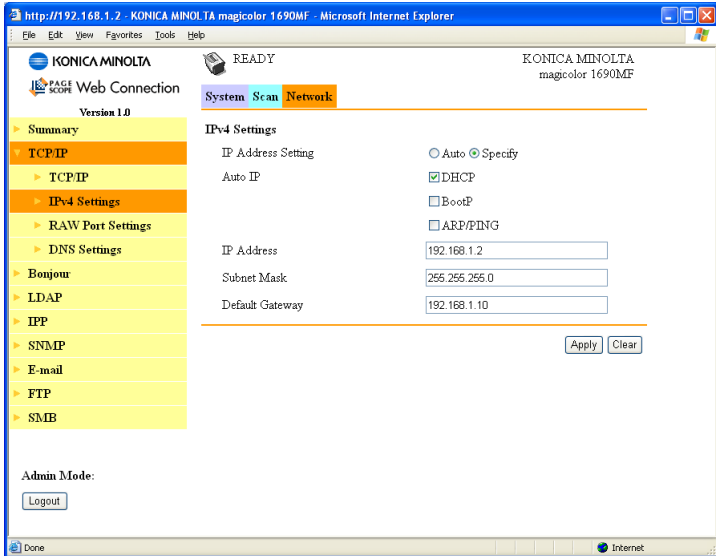 http://192.168.1.2 - KONICA MINOLTA magicolor 1690MF - Microsoft Internet Explorer
File Edit View Favorites Tools Help
KONICA MINOLTA
PAGE SCOPE Web Connection
Version 1.0
READY
KONICA MINOLTA
magicolor 1690MF
System Scan Network
Summary
TCP/IP
TCP/IP
IPv4 Settings
RAW Port Settings
DNS Settings
Bonjour
LDAP
IPP
SNMP
E-mail
FTP
SMB
Admin Mode:
Logout
IPv4 Settings
IP Address Setting Auto Specify
Auto IP DHCP
BootP
ARP/PING
IP Address 192.168.1.2
Subnet Mask 255.255.255.0
Default Gateway 192.168.1.10
Apply Clear
Done Internet